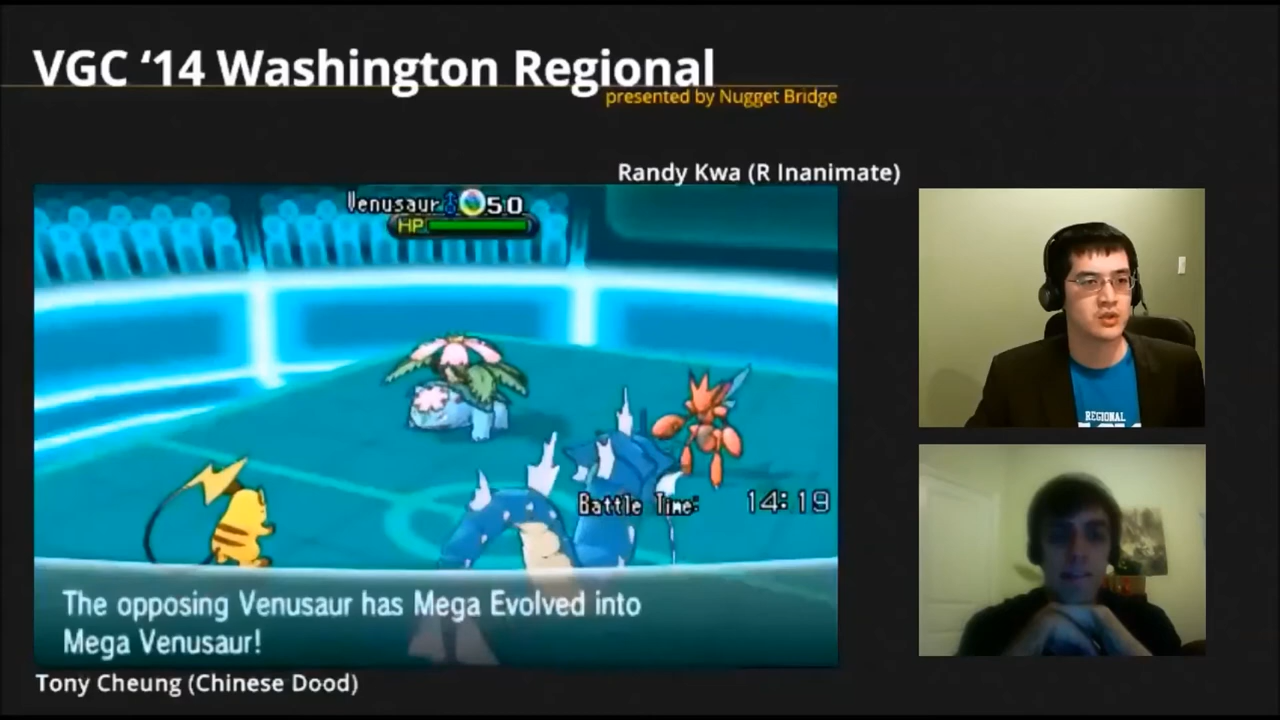 VGC ‘14 Washington Regional
presented by Nugget Bridge
Randy Kwa (R Inanimate)
Venusaur♂ 50
HP
Battle Time: 14:19
The opposing Venusaur has Mega Evolved into
Mega Venusaur!
Tony Cheung (Chinese Dood)
REGIONAL